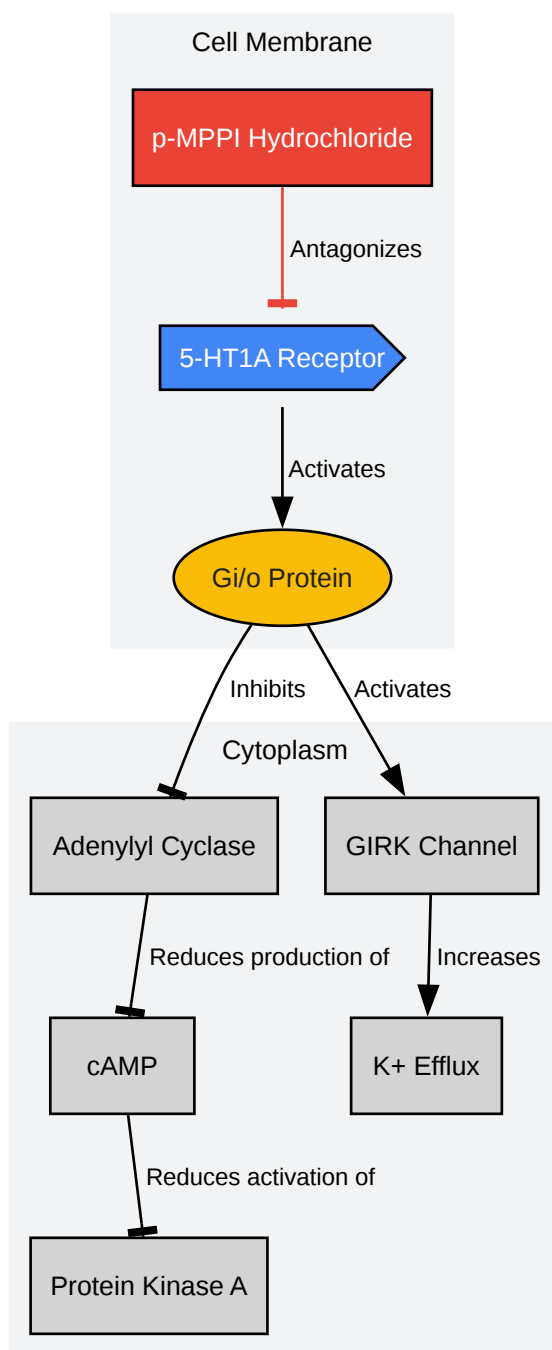 Cell Membrane
p-MPPI Hydrochloride
Antagonizes
5-HT1A Receptor
Activates
Gi/o Protein
Inhibits
Activates
Cytoplasm
Adenylyl Cyclase
GIRK Channel
Reduces production of
Increases
cAMP
K+ Efflux
Reduces activation of
Protein Kinase A